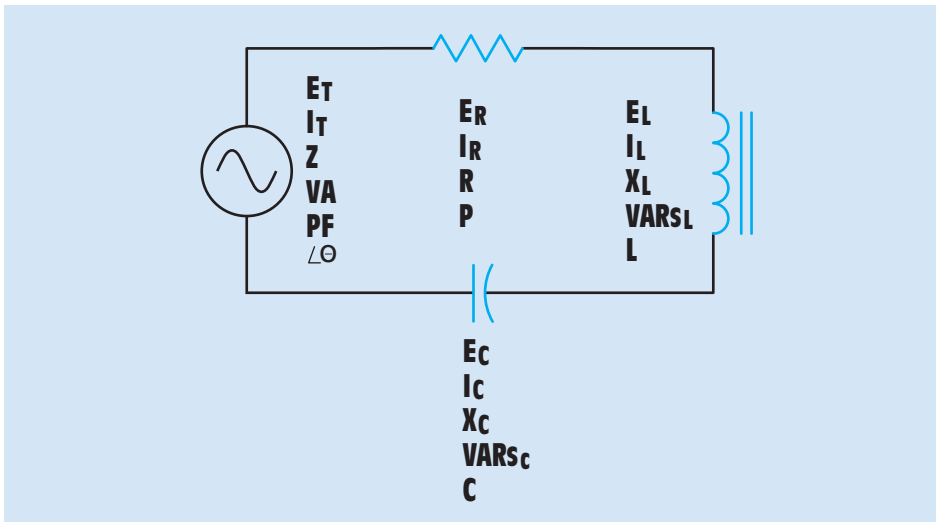 ET
IT
Z
VA
PF
∠Θ
ER
IR
R
P
EL
IL
XL
VARSL
L
EC
IC
XC
VARSC
C